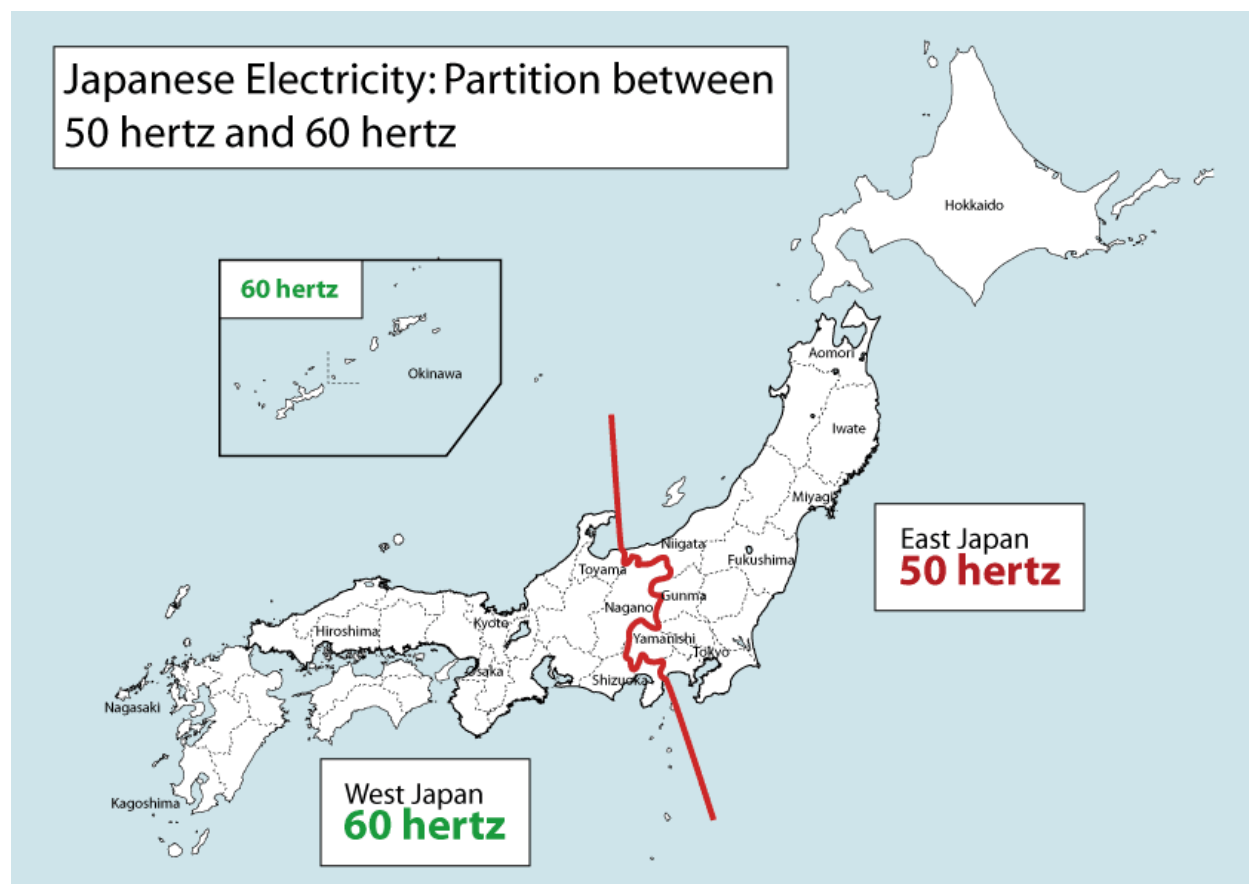 Japanese Electricity: Partition between
50 hertz and 60 hertz
Hokkaido
60 hertz
Okinawa
Aomori
Iwate
Miyagi
East Japan
50 hertz
Niigata
Fukushima
Toyama
Gunma
Nagano
Kyoto
Hiroshima
Yamanishi
Tokyo
Osaka
Shizuoka
Nagasaki
West Japan
60 hertz
Kagoshima